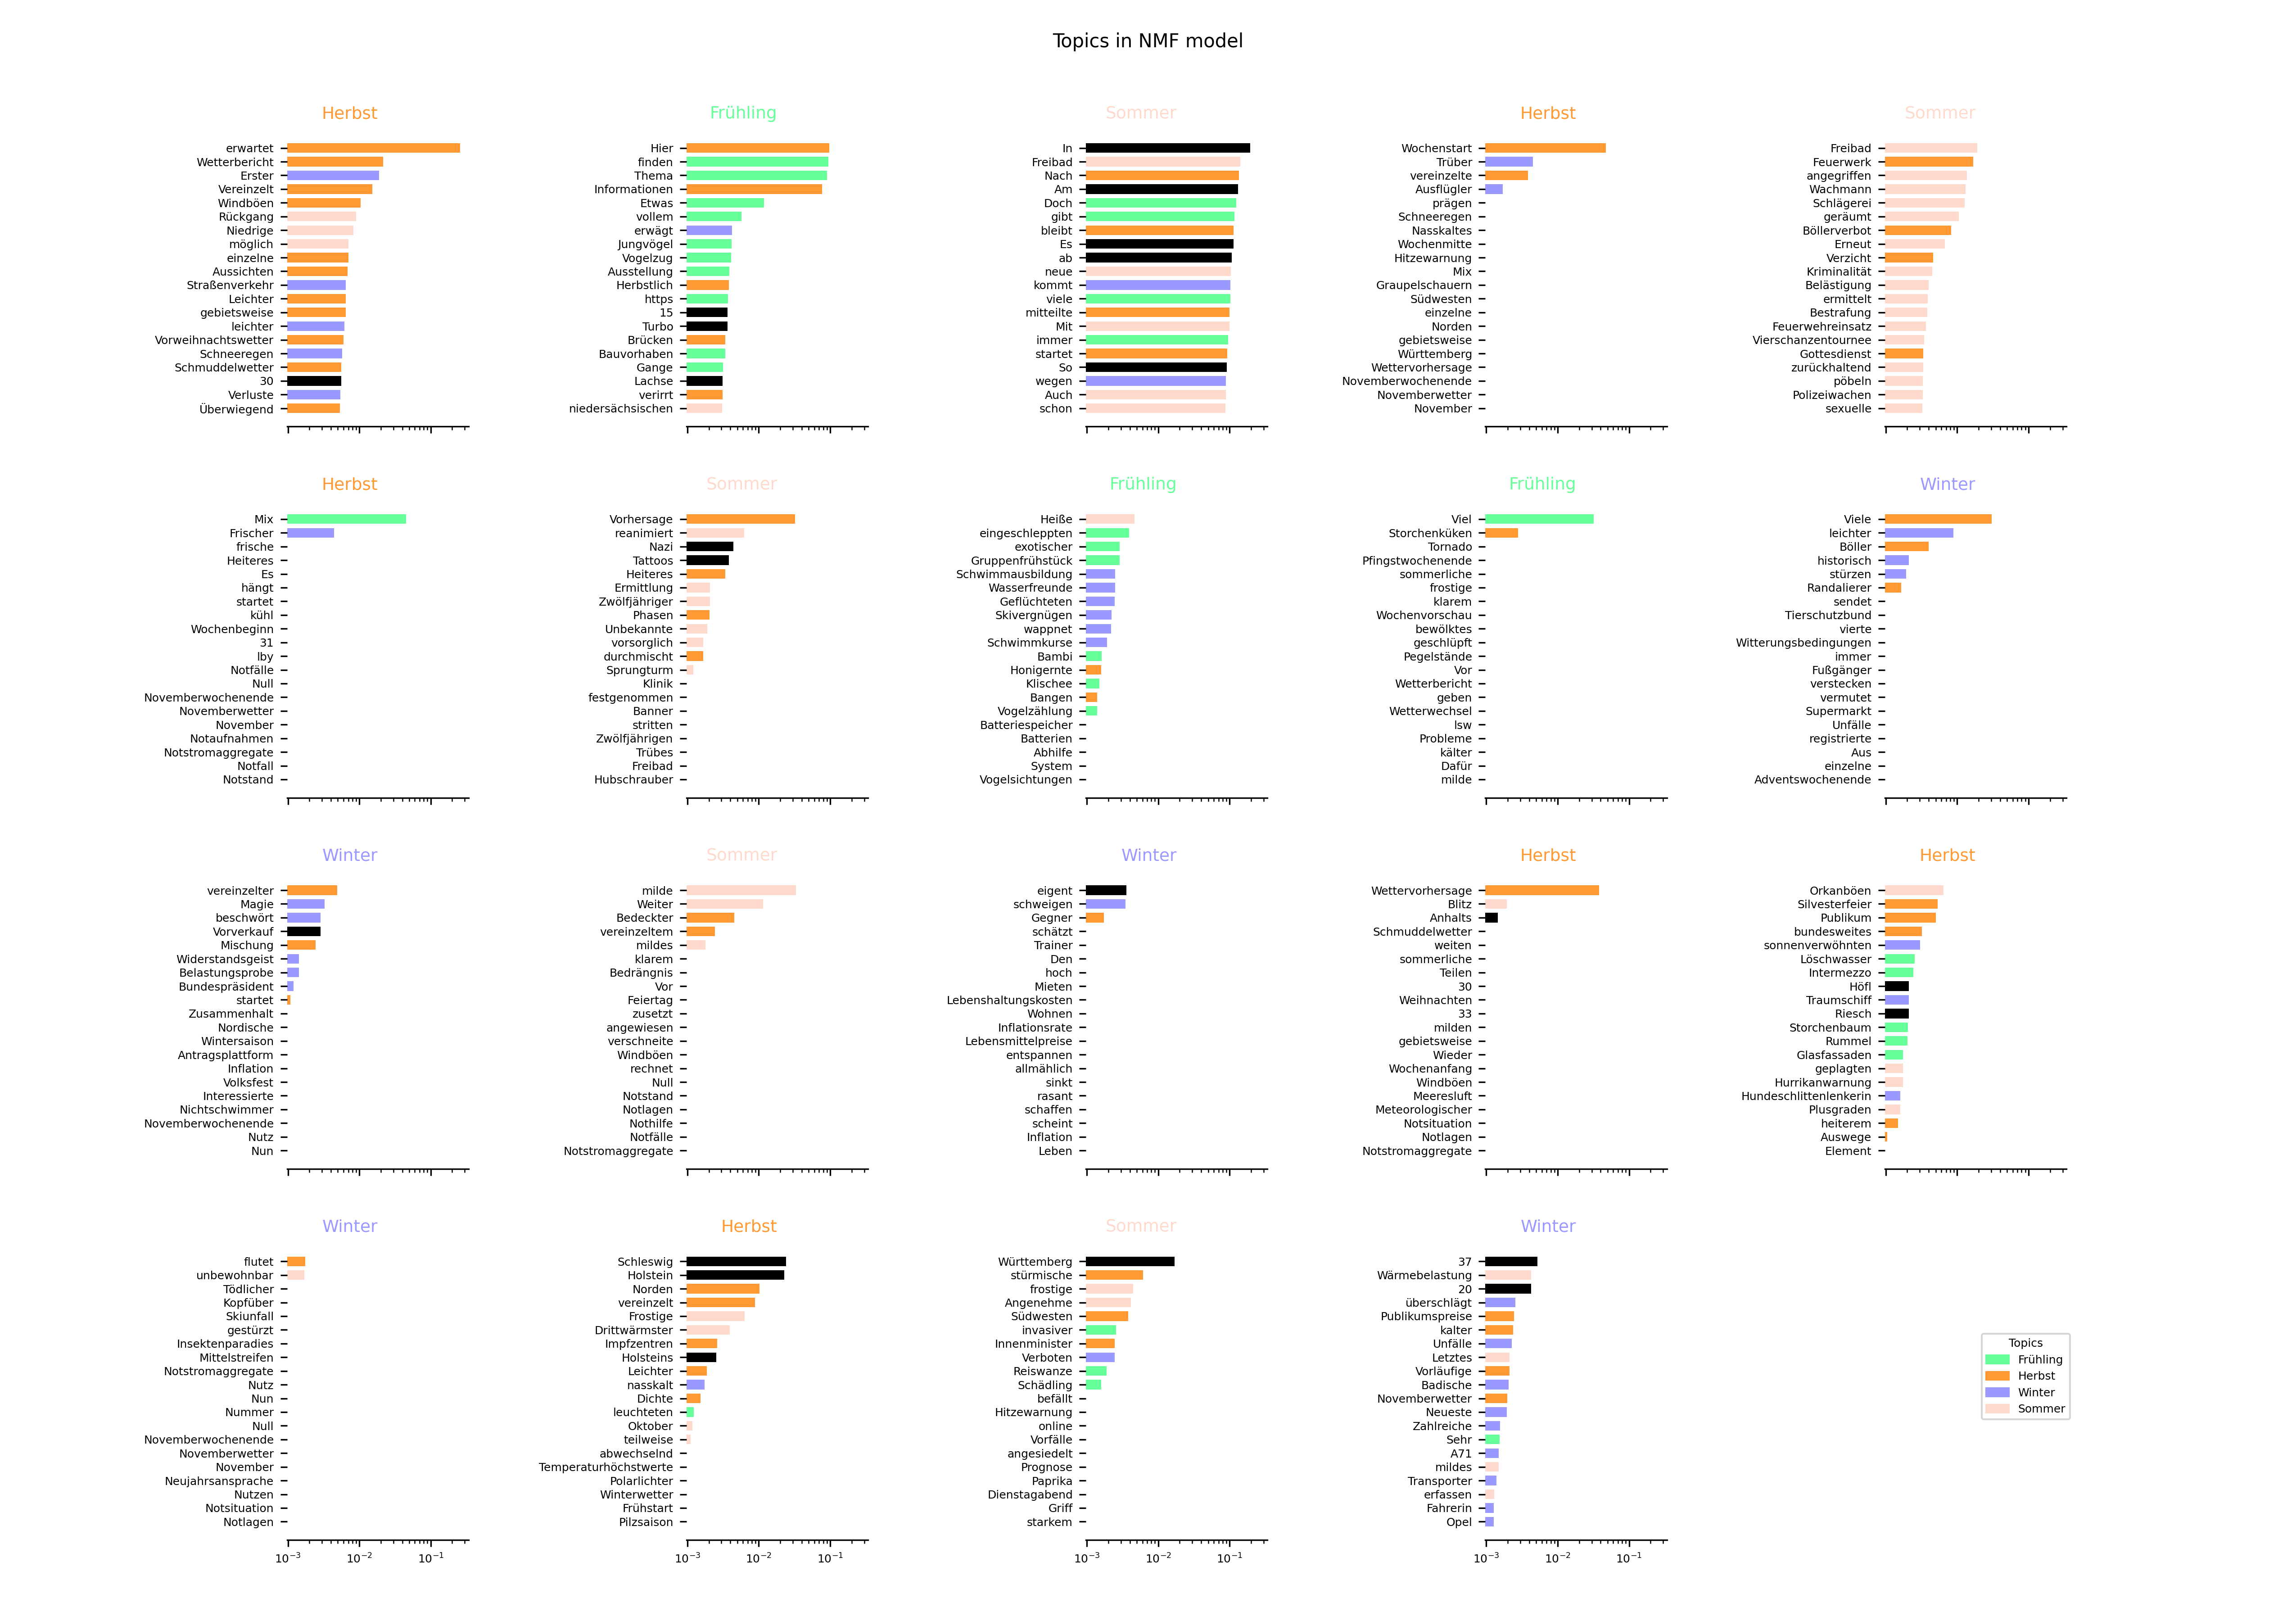 Topics in NMF model
Herbst
erwartet
Wetterbericht
Erster
Vereinzelt
Windböen
Rückgang
Niedrige
möglich
einzelne
Aussichten
Straßenverkehr
Leichter
gebietsweise
leichter
Vorweihnachtswetter
Schneeregen
Schmuddelwetter
30
Verluste
Überwiegend
Frühling
Hier
finden
Thema
Informationen
Etwas
vollem
erwägt
Jungvögel
Vogelzug
Ausstellung
Herbstlich
https
15
Turbo
Brücken
Bauvorhaben
Gange
Lachse
verirrt
niedersächsischen
Sommer
In
Freibad
Nach
Am
Doch
gibt
bleibt
Es
ab
neue
kommt
viele
mitteilte
Mit
immer
startet
So
wegen
Auch
schon
Herbst
Wochenstart
Trüber
vereinzelte
Ausflügler
prägen
Schneeregen
Nasskaltes
Wochenmitte
Hitzewarnung
Mix
Graupelschauern
Südwesten
einzelne
Norden
gebietsweise
Württemberg
Wettervorhersage
Novemberwochenende
Novemberwetter
November
Sommer
Freibad
Feuerwerk
angegriffen
Wachmann
Schlägerei
geräumt
Böllerverbot
Erneut
Verzicht
Kriminalität
Belästigung
ermittelt
Bestrafung
Feuerwehreinsatz
Vierschanzentournee
Gottesdienst
zurückhaltend
pöbeln
Polizeiwachen
sexuelle
Herbst
Mix
Frischer
frische
Heiteres
Es
hängt
startet
kühl
Wochenbeginn
31
lby
Notfälle
Null
Novemberwochenende
Novemberwetter
November
Notaufnahmen
Notstromaggregate
Notfall
Notstand
Sommer
Vorhersage
reanimiert
Nazi
Tattoos
Heiteres
Ermittlung
Zwölfjähriger
Phasen
Unbekannte
vorsorglich
durchmischt
Sprungturm
Klinik
festgenommen
Banner
stritten
Zwölfjährigen
Trübes
Freibad
Hubschrauber
Frühling
Heiße
eingeschleppten
exotischer
Gruppenfrühstück
Schwimmausbildung
Wasserfreunde
Geflüchteten
Skivergnügen
wappnet
Schwimmkurse
Bambi
Honigernte
Klischee
Bangen
Vogelzählung
Batteriespeicher
Batterien
Abhilfe
System
Vogelsichtungen
Frühling
Viel
Storchenküken
Tornado
Pfingstwochenende
sommerliche
frostige
klarem
Wochenvorschau
bewölktes
geschlüpft
Pegelstände
Vor
Wetterbericht
geben
Wetterwechsel
lsw
Probleme
kälter
Dafür
milde
Winter
Viele
leichter
Böller
historisch
stürzen
Randalierer
sendet
Tierschutzbund
vierte
Witterungsbedingungen
immer
Fußgänger
verstecken
vermutet
Supermarkt
Unfälle
registrierte
Aus
einzelne
Adventswochenende
Winter
vereinzelter
Magie
beschwört
Vorverkauf
Mischung
Widerstandsgeist
Belastungsprobe
Bundespräsident
startet
Zusammenhalt
Nordische
Wintersaison
Antragsplattform
Inflation
Volksfest
Interessierte
Nichtschwimmer
Novemberwochenende
Nutz
Nun
Sommer
milde
Weiter
Bedeckter
vereinzeltem
mildes
klarem
Bedrängnis
Vor
Feiertag
zusetzt
angewiesen
verschneite
Windböen
rechnet
Null
Notstand
Notlagen
Nothilfe
Notfälle
Notstromaggregate
Winter
eigent
schweigen
Gegner
schätzt
Trainer
Den
hoch
Mieten
Lebenshaltungskosten
Wohnen
Inflationsrate
Lebensmittelpreise
entspannen
allmählich
sinkt
rasant
schaffen
scheint
Inflation
Leben
Herbst
Wettervorhersage
Blitz
Anhalts
Schmuddelwetter
weiten
sommerliche
Teilen
30
Weihnachten
33
milden
gebietsweise
Wieder
Wochenanfang
Windböen
Meeresluft
Meteorologischer
Notsituation
Notlagen
Notstromaggregate
Herbst
Orkanböen
Silvesterfeier
Publikum
bundesweites
sonnenverwöhnten
Löschwasser
Intermezzo
Höfl
Traumschiff
Riesch
Storchenbaum
Rummel
Glasfassaden
geplagten
Hurrikanwarnung
Hundeschlittenlenkerin
Plusgraden
heiterem
Auswege
Element
Winter
flutet
unbewohnbar
Tödlicher
Kopfüber
Skiunfall
gestürzt
Insektenparadies
Mittelstreifen
Notstromaggregate
Nutz
Nun
Nummer
Null
Novemberwochenende
Novemberwetter
November
Neujahrsansprache
Nutzen
Notsituation
Notlagen
10⁻³ 10⁻² 10⁻¹
Herbst
Schleswig
Holstein
Norden
vereinzelt
Frostige
Drittwärmster
Impfzentren
Holsteins
Leichter
nasskalt
Dichte
leuchteten
Oktober
teilweise
abwechselnd
Temperaturhöchstwerte
Polarlichter
Winterwetter
Frühstart
Pilzsaison
10⁻³ 10⁻² 10⁻¹
Sommer
Württemberg
stürmische
frostige
Angenehme
Südwesten
invasiver
Innenminister
Verboten
Reiswanze
Schädling
befällt
Hitzewarnung
online
Vorfälle
angesiedelt
Prognose
Paprika
Dienstagabend
Griff
starkem
10⁻³ 10⁻² 10⁻¹
Winter
37
Wärmebelastung
20
überschlägt
Publikumspreise
kalter
Unfälle
Letztes
Vorläufige
Badische
Novemberwetter
Neueste
Zahlreiche
Sehr
A71
mildes
Transporter
erfassen
Fahrerin
Opel
10⁻³ 10⁻² 10⁻¹
Topics
Frühling
Herbst
Winter
Sommer